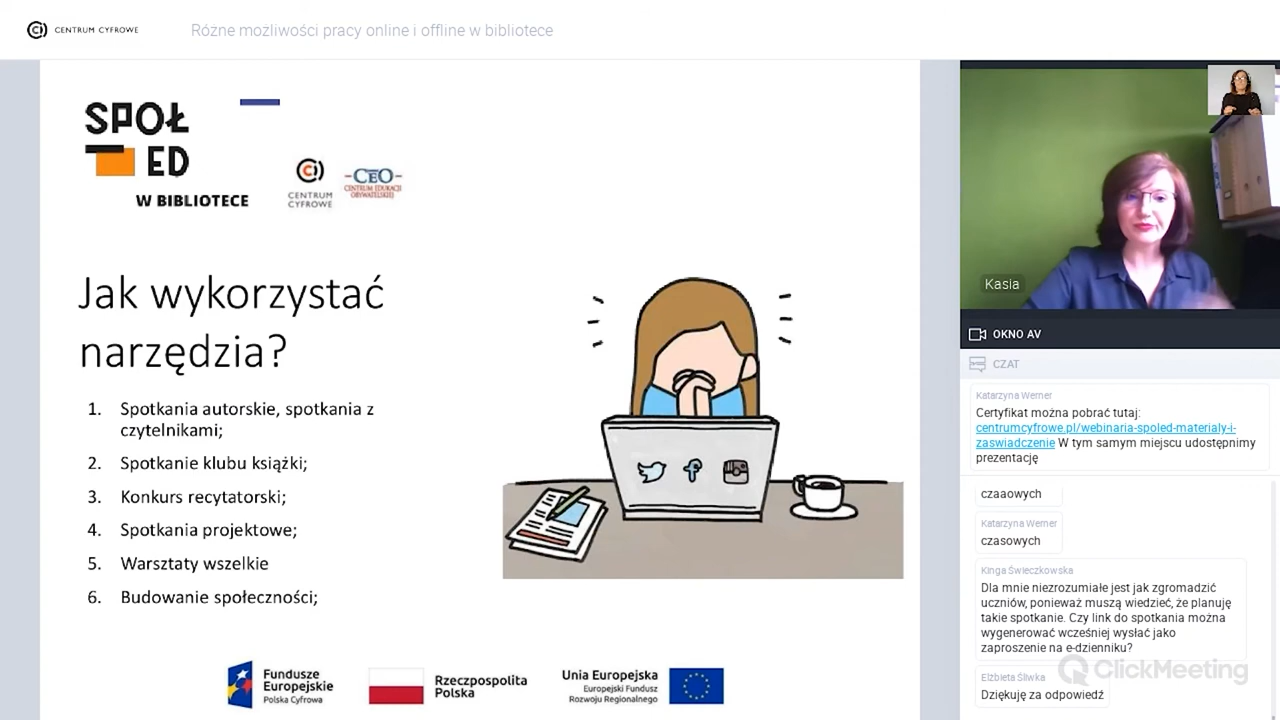 CENTRUM CYFROWE
Różne możliwości pracy online i offline w bibliotece
SPOŁ
ED
W BIBLIOTECE
CENTRUM
CYFROWE
CEO
CENTRUM EDUKACJI
OBYWATELSKIEJ
Jak wykorzystać
narzędzia?
1. Spotkania autorskie, spotkania z
czytelnikami;
2. Spotkanie klubu książki;
3. Konkurs recytatorski;
4. Spotkania projektowe;
5. Warsztaty wszelkie
6. Budowanie społeczności;
Fundusze
Europejskie
Polska Cyfrowa
Rzeczpospolita
Polska
Unia Europejska
Europejski Fundusz
Rozwoju Regionalnego
Kasia
OKNO AV
CZAT
Katarzyna Werner
Certyfikat można pobrać tutaj:
centrumcyfrowe.pl/webinaria-spoled-materialy-i-
zaswiadczenie W tym samym miejscu udostępnimy
prezentację
czaaowych
Katarzyna Werner
czasowych
Kinga Świeczkowska
Dla mnie niezrozumiałe jest jak zgromadzić
uczniów, ponieważ muszą wiedzieć, że planuję
takie spotkanie. Czy link do spotkania można
wygenerować wcześniej wysłać jako
zaproszenie na e-dzienniku?
ClickMeeting
Elżbieta Śliwka
Dziękuję za odpowiedź